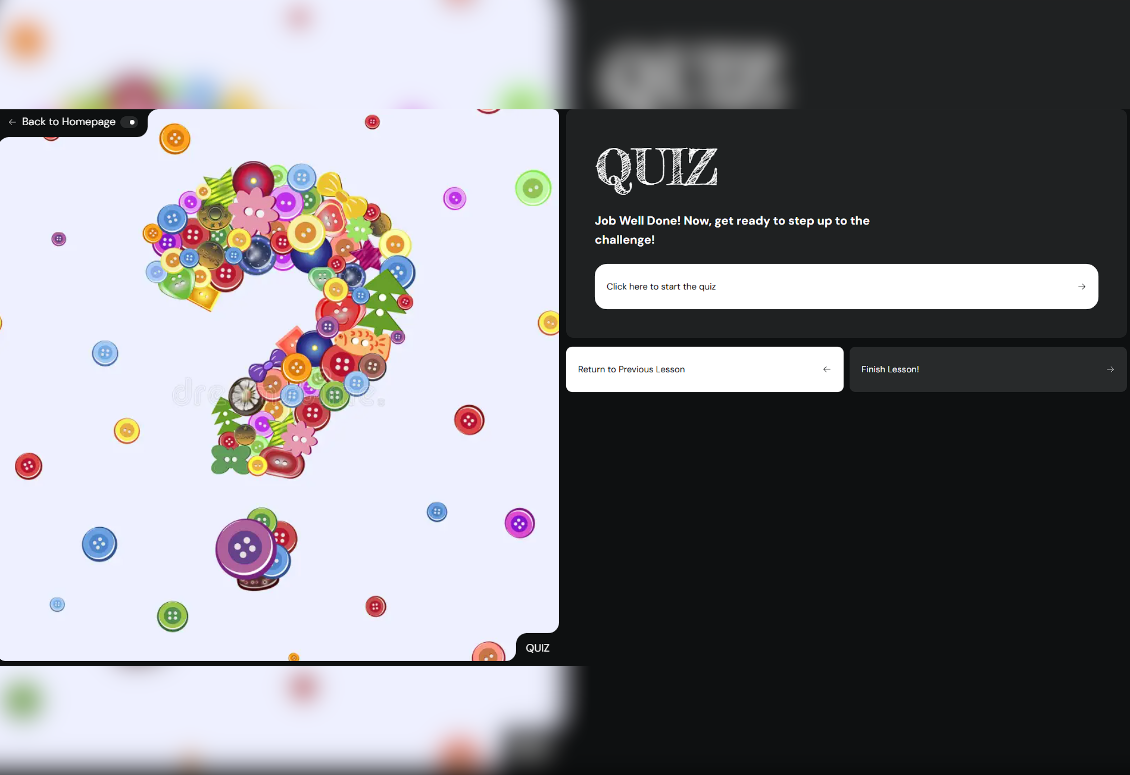 ← Back to Homepage
QUIZ
Job Well Done! Now, get ready to step up to the
challenge!
Click here to start the quiz →
Return to Previous Lesson ←
Finish Lesson! →
QUIZ